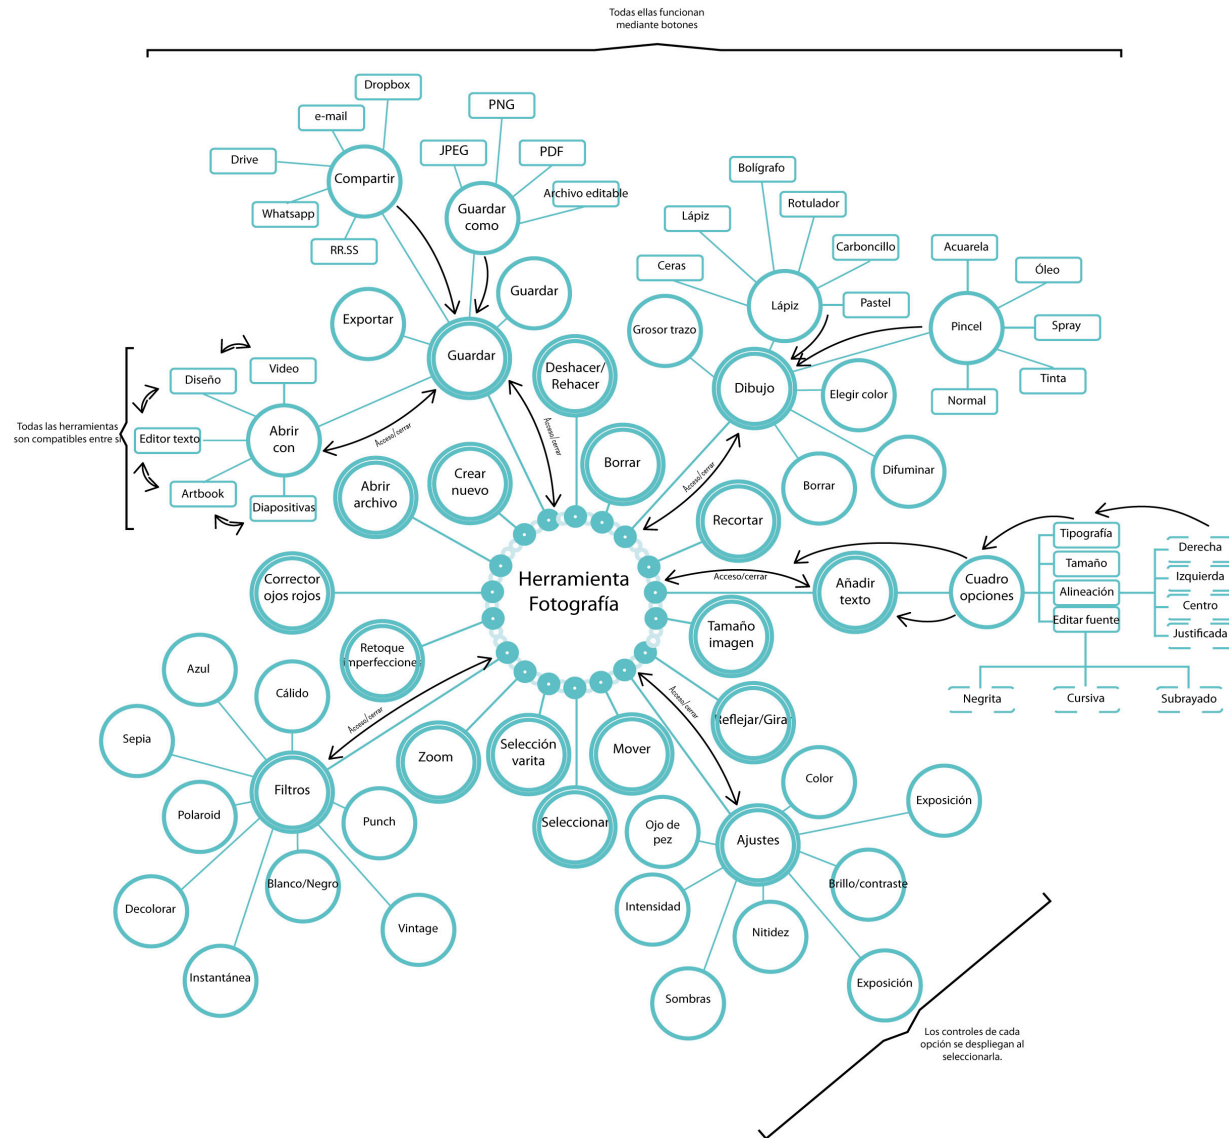 Todas ellas funcionan
mediante botones
Dropbox
e-mail
Drive
Compartir
Whatsapp
RR.SS
PNG
JPEG
PDF
Archivo editable
Guardar
como
Exportar
Guardar
Guardar
Bolígrafo
Lápiz
Rotulador
Ceras
Carboncillo
Lápiz
Pastel
Acuarela
Óleo
Pincel
Spray
Tinta
Normal
Grosor trazo
Dibujo
Elegir color
Difuminar
Borrar
Deshacer/
Rehacer
Borrar
Todas las herramientas
son compatibles entre sí
Video
Diseño
Editor texto
Abrir
con
Artbook
Diapositivas
Acceso/cerrar
Acceso/cerrar
Acceso/cerrar
Abrir
archivo
Crear
nuevo
Recortar
Herramienta
Fotografía
Acceso/cerrar
Añadir
texto
Cuadro
opciones
Tipografía
Tamaño
Alineación
Editar fuente
Derecha
Izquierda
Centro
Justificada
Negrita
Cursiva
Subrayado
Corrector
ojos rojos
Retoque
imperfecciones
Tamaño
imagen
Reflejar/Girar
Acceso/cerrar
Acceso/cerrar
Zoom
Selección
varita
Seleccionar
Mover
Azul
Cálido
Sepia
Filtros
Polaroid
Punch
Blanco/Negro
Decolorar
Vintage
Instantánea
Color
Exposición
Ojo de
pez
Ajustes
Brillo/contraste
Intensidad
Nitidez
Sombras
Exposición
Los controles de cada
opción se despliegan al
seleccionarla.